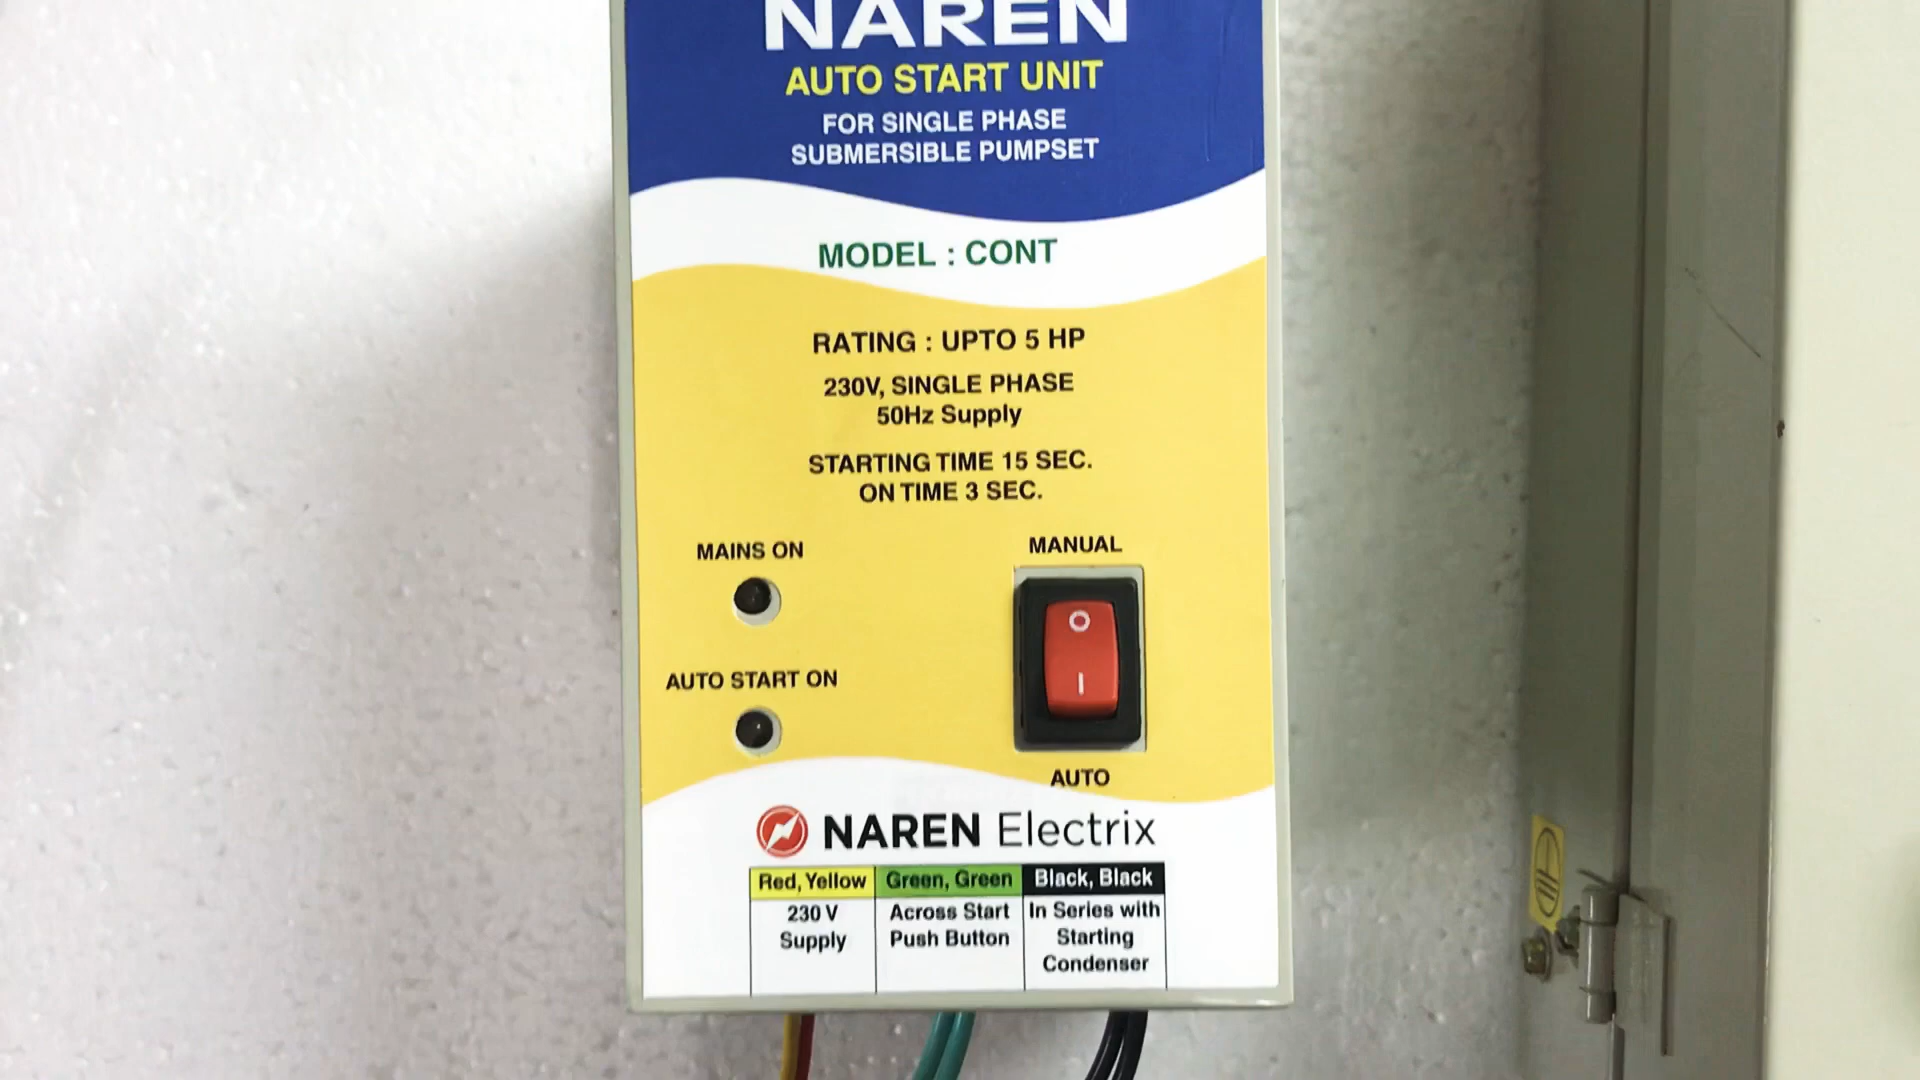 NAREN
AUTO START UNIT
FOR SINGLE PHASE
SUBMERSIBLE PUMPSET
MODEL : CONT
RATING : UPTO 5 HP
230V, SINGLE PHASE
50Hz Supply
STARTING TIME 15 SEC.
ON TIME 3 SEC.
MAINS ON
MANUAL
O
I
AUTO START ON
AUTO
NAREN Electrix
Red, Yellow Green, Green Black, Black
230 V
Supply
Across Start
Push Button
In Series with
Starting
Condenser